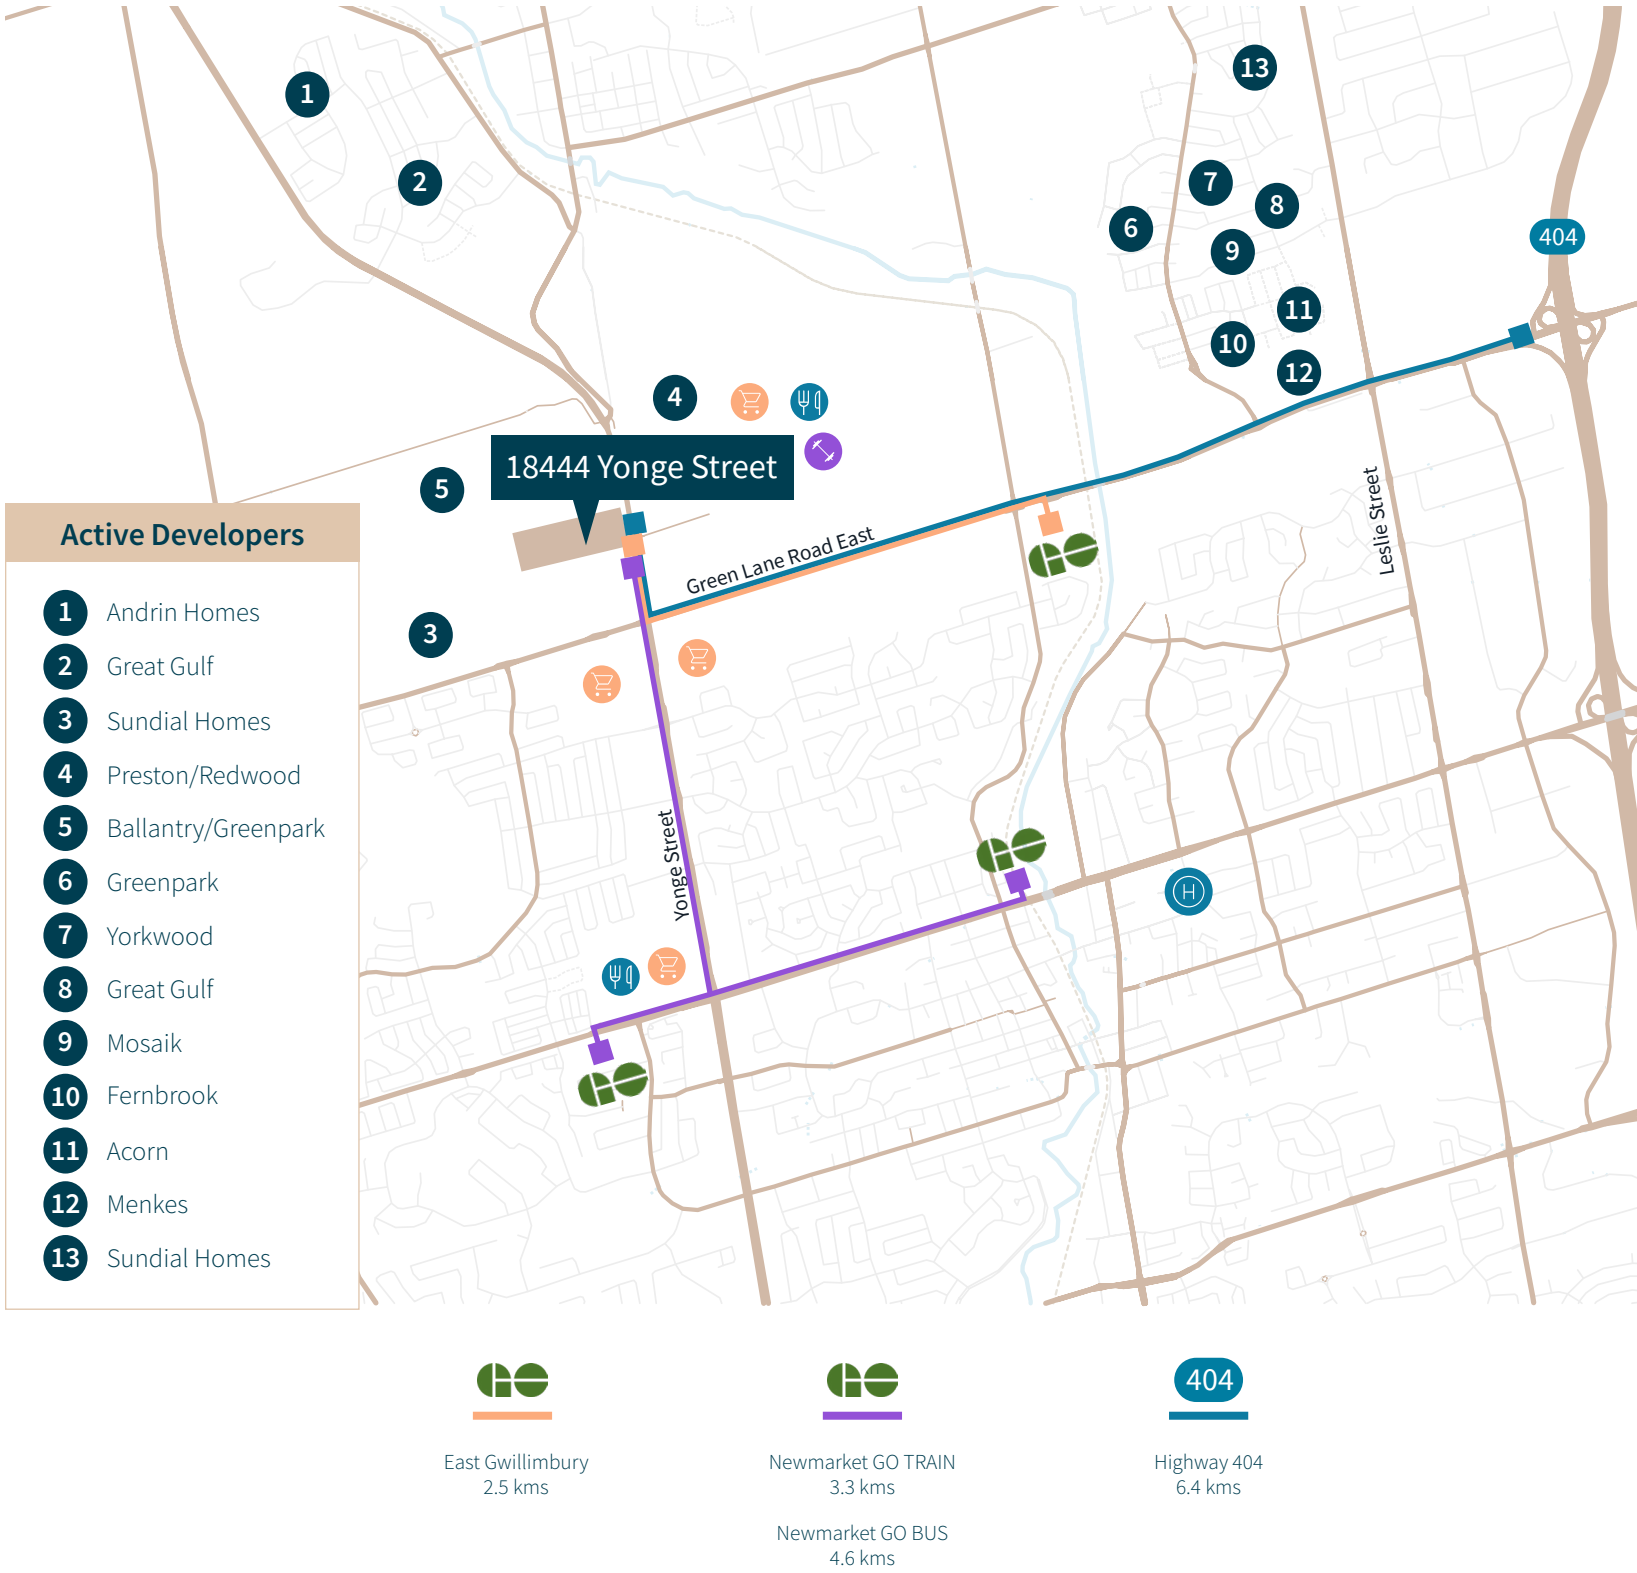 1
2
13
7
8
6
9
404
11
10
12
4
18444 Yonge Street
5
Green Lane Road East
Leslie Street
3
Yonge Street
H
Active Developers
1 Andrin Homes
2 Great Gulf
3 Sundial Homes
4 Preston/Redwood
5 Ballantry/Greenpark
6 Greenpark
7 Yorkwood
8 Great Gulf
9 Mosaik
10 Fernbrook
11 Acorn
12 Menkes
13 Sundial Homes
GO
East Gwillimbury
2.5 kms
GO
Newmarket GO TRAIN
3.3 kms
Newmarket GO BUS
4.6 kms
404
Highway 404
6.4 kms